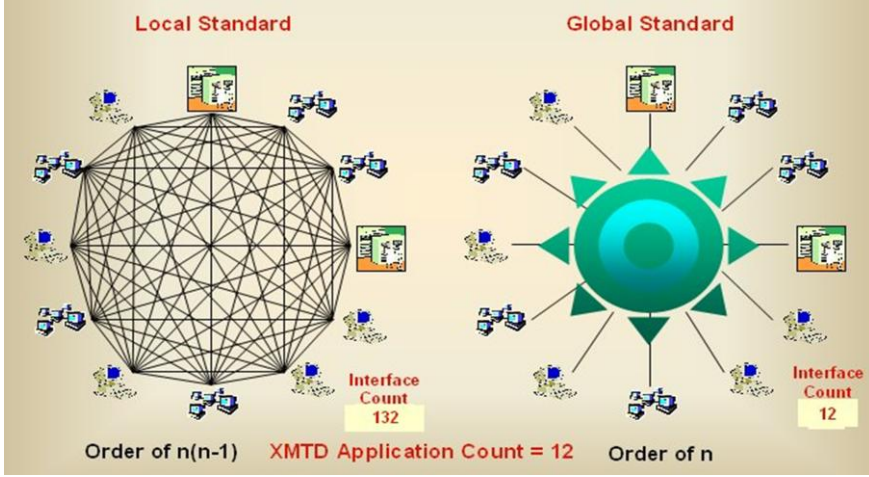 Local Standard
Global Standard
Interface
Count
132
Interface
Count
12
Order of n(n-1)
XMTD Application Count = 12
Order of n